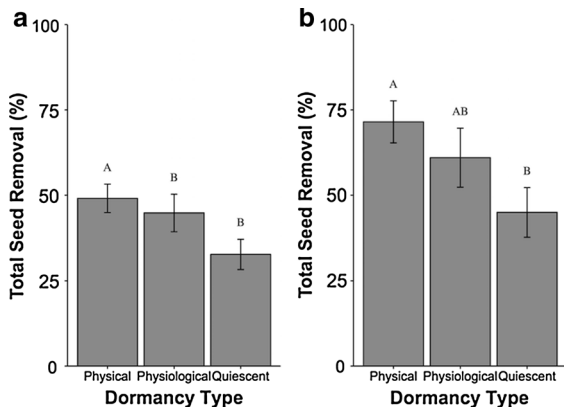 a
Total Seed Removal (%)
100
75
50
25
0
A
B
B
Physical Physiological Quiescent
Dormancy Type
b
Total Seed Removal (%)
100
75
50
25
0
A
AB
B
Physical Physiological Quiescent
Dormancy Type